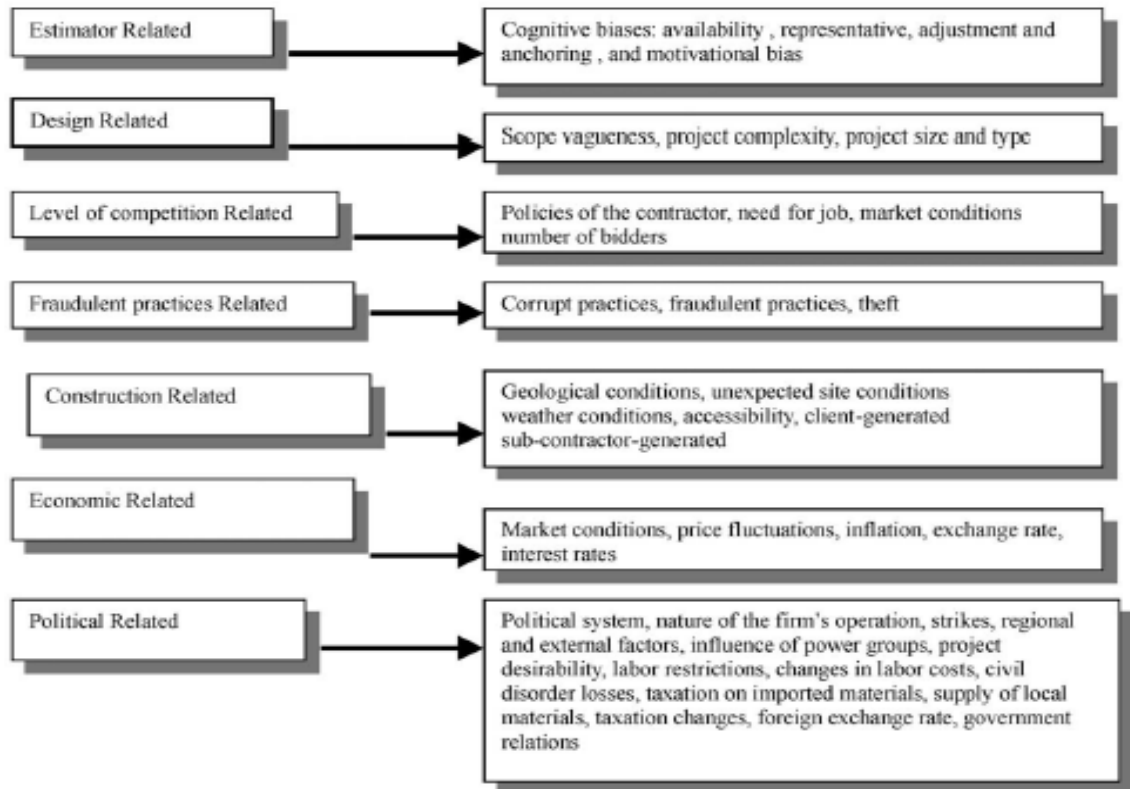 Estimator Related
Cognitive biases: availability , representative, adjustment and
anchoring , and motivational bias
Design Related
Scope vagueness, project complexity, project size and type
Level of competition Related
Policies of the contractor, need for job, market conditions
number of bidders
Fraudulent practices Related
Corrupt practices, fraudulent practices, theft
Construction Related
Geological conditions, unexpected site conditions
weather conditions, accessibility, client-generated
sub-contractor-generated
Economic Related
Market conditions, price fluctuations, inflation, exchange rate,
interest rates
Political Related
Political system, nature of the firm's operation, strikes, regional
and external factors, influence of power groups, project
desirability, labor restrictions, changes in labor costs, civil
disorder losses, taxation on imported materials, supply of local
materials, taxation changes, foreign exchange rate, government
relations